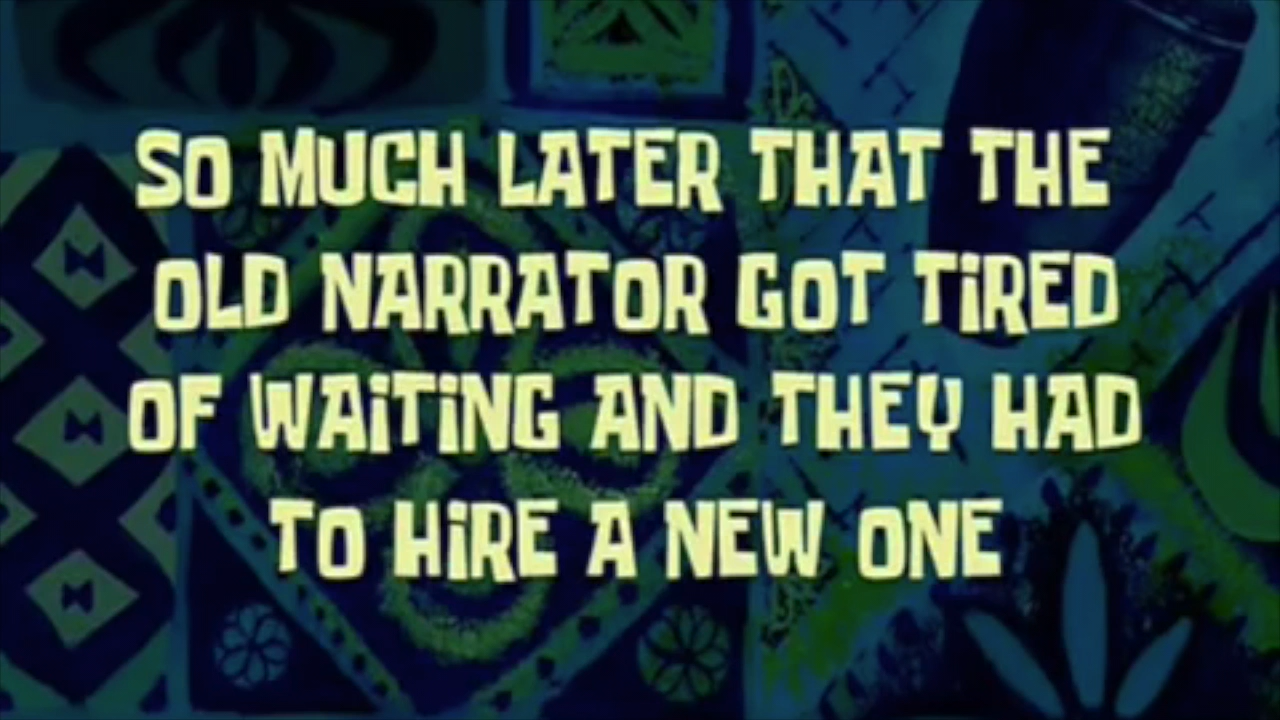 SO MUCH LATER THAT THE
OLD NARRATOR GOT TiRED
OF WAiTiNG AND THEY HAD
TO HiRE A NEW ONE